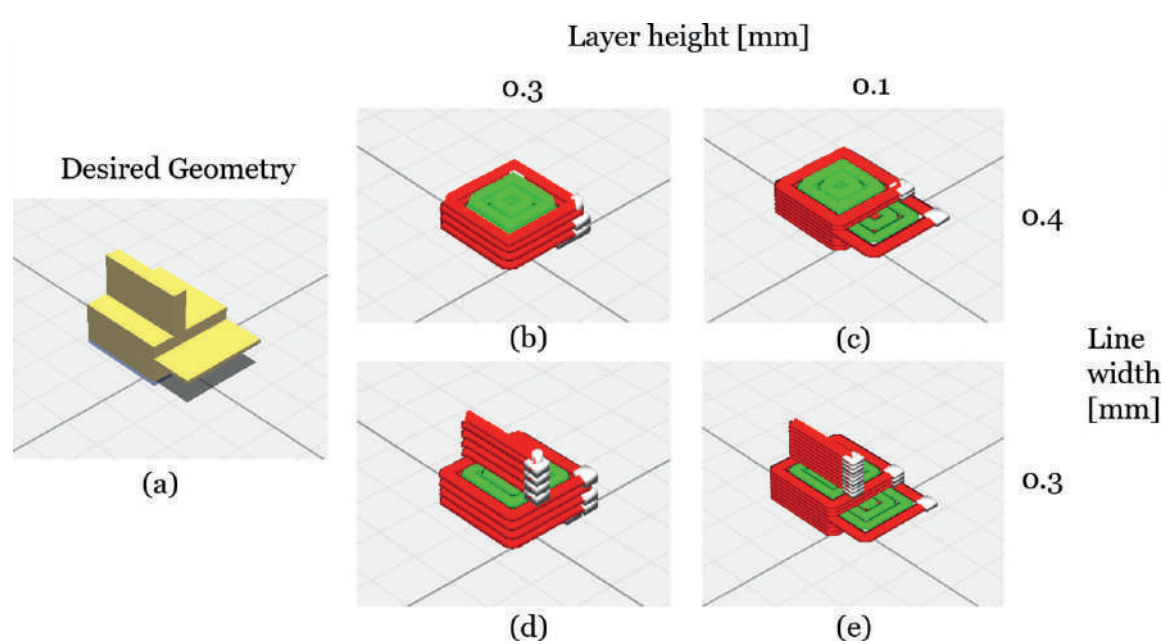 Layer height [mm]
0.3
0.1
Desired Geometry
0.4
(a)
(b)
(c)
Line
width
[mm]
0.3
(d)
(e)